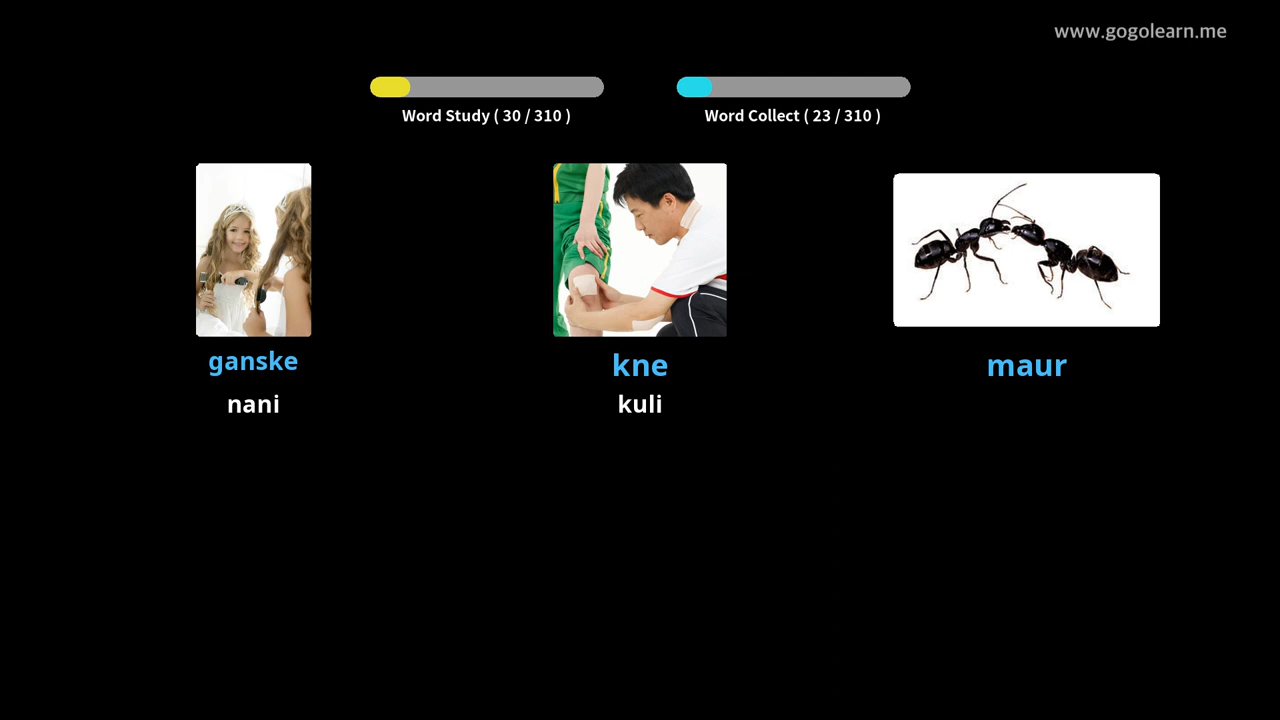 www.gogolearn.me
Word Study ( 30 / 310 )
Word Collect ( 23 / 310 )
ganske
kne
maur
nani
kuli